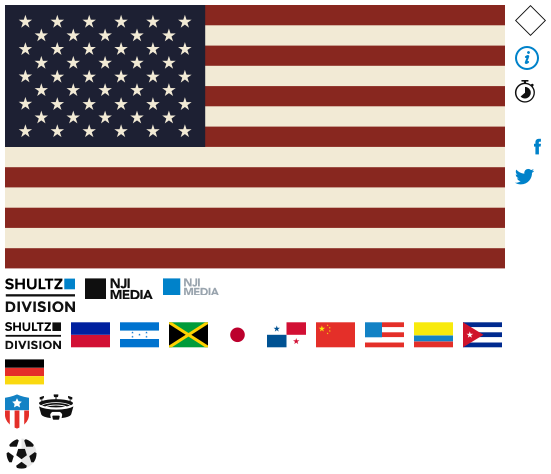 SHULTZ
DIVISION
NJI
MEDIA
NJI
MEDIA
SHULTZ
DIVISION